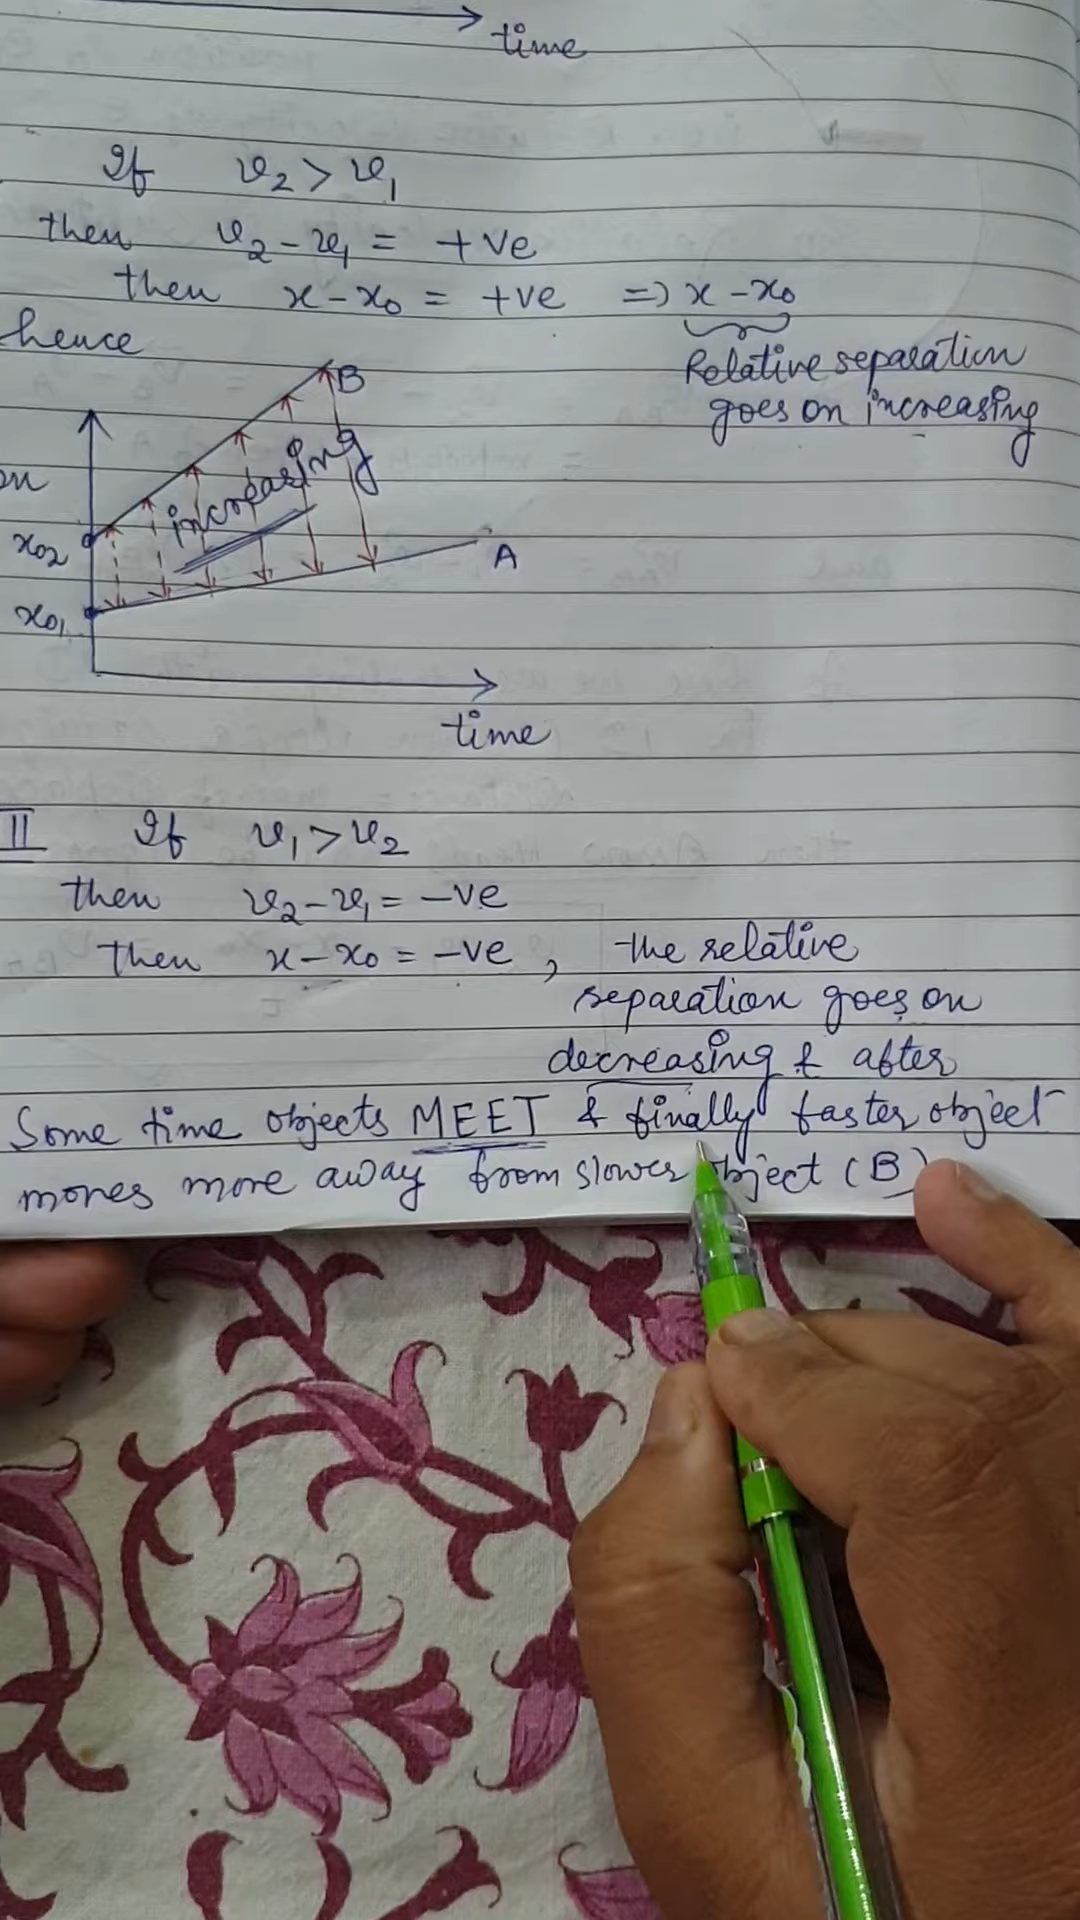 time
If v₂ > v₁
then v₂ - v₁ = +ve
then x - x₀ = +ve ⇒ x - x₀
hence
Relative separation
goes on increasing
B
increasing
on
x₀₂
A
x₀₁
time
II If v₁ > v₂
then v₂ - v₁ = -ve
then x - x₀ = -ve, the relative
separation goes on
decreasing & after
Some time objects MEET & finally faster object
moves more away from slower object (B)